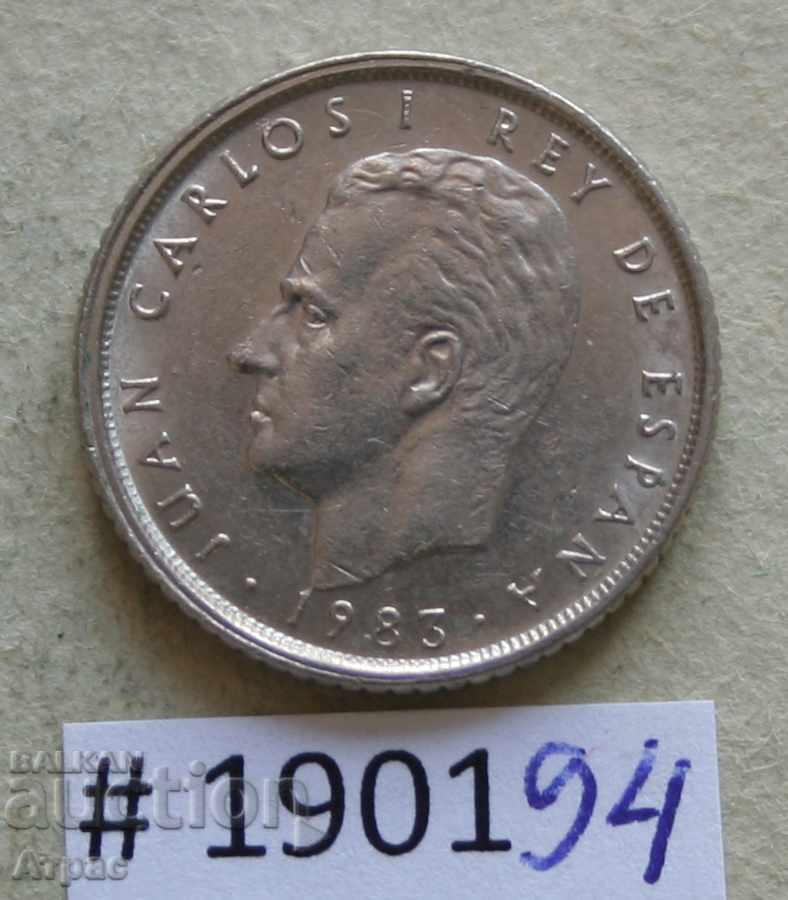 JUAN CARLOS I REY DE ESPAÑA
· 1983 ·
# 190194
BALKAN
auction
Атрас